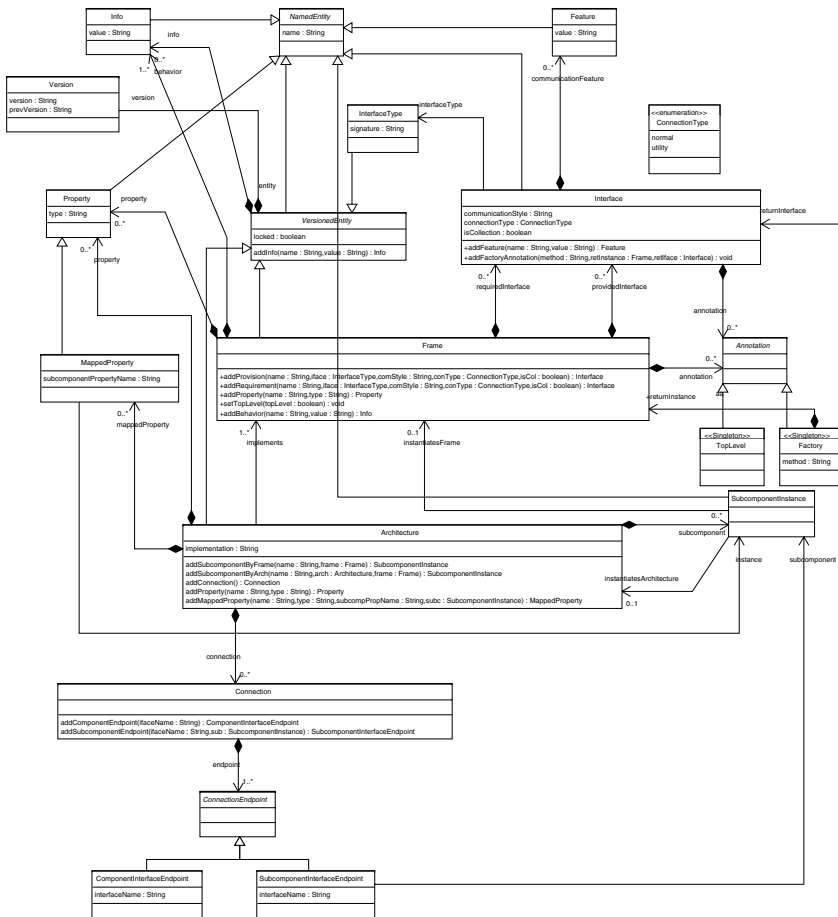 Info
value : String
info
0..*
1..*
behavior
NamedEntity
name : String
Feature
value : String
0..*
communicationFeature
Version
version : String
prevVersion : String
version
InterfaceType
signature : String
interfaceType
<<enumeration>>
ConnectionType
normal
utility
Property
type : String
property
0..*
0..*
property
entity
VersionedEntity
locked : boolean
addInfo(name : String,value : String) : Info
Interface
communicationStyle : String
connectionType : ConnectionType
isCollection : boolean
+addFeature(name : String,value : String) : Feature
+addFactoryAnnotation(method : String,retInstance : Frame,retIface : Interface) : void
returnInterface
0..*
requiredInterface
0..*
providedInterface
annotation
0..*
MappedProperty
subcomponentPropertyName : String
0..*
mappedProperty
Frame
+addProvision(name : String,iface : InterfaceType,comStyle : String,conType : ConnectionType,isCol : boolean) : Interface
+addRequirement(name : String,iface : InterfaceType,comStyle : String,conType : ConnectionType,isCol : boolean) : Interface
+addProperty(name : String,type : String) : Property
+setTopLevel(topLevel : boolean) : void
+addBehavior(name : String,value : String) : Info
0..*
annotation
Annotation
+returnInstance
<<Singleton>>
TopLevel
<<Singleton>>
Factory
method : String
1..*
implements
0..1
instantiatesFrame
SubcomponentInstance
0..*
subcomponent
Architecture
implementation : String
addSubcomponentByFrame(name : String,frame : Frame) : SubcomponentInstance
addSubcomponentByArch(name : String,arch : Architecture,frame : Frame) : SubcomponentInstance
addConnection() : Connection
addProperty(name : String,type : String) : Property
addMappedProperty(name : String,type : String,subcompPropName : String,subc : SubcomponentInstance) : MappedProperty
instantiatesArchitecture
0..1
instance
subcomponent
connection
0..*
Connection
addComponentEndpoint(ifaceName : String) : ComponentInterfaceEndpoint
addSubcomponentEndpoint(ifaceName : String,sub : SubcomponentInstance) : SubcomponentInterfaceEndpoint
endpoint
1..*
ConnectionEndpoint
ComponentInterfaceEndpoint
interfaceName : String
SubcomponentInterfaceEndpoint
interfaceName : String